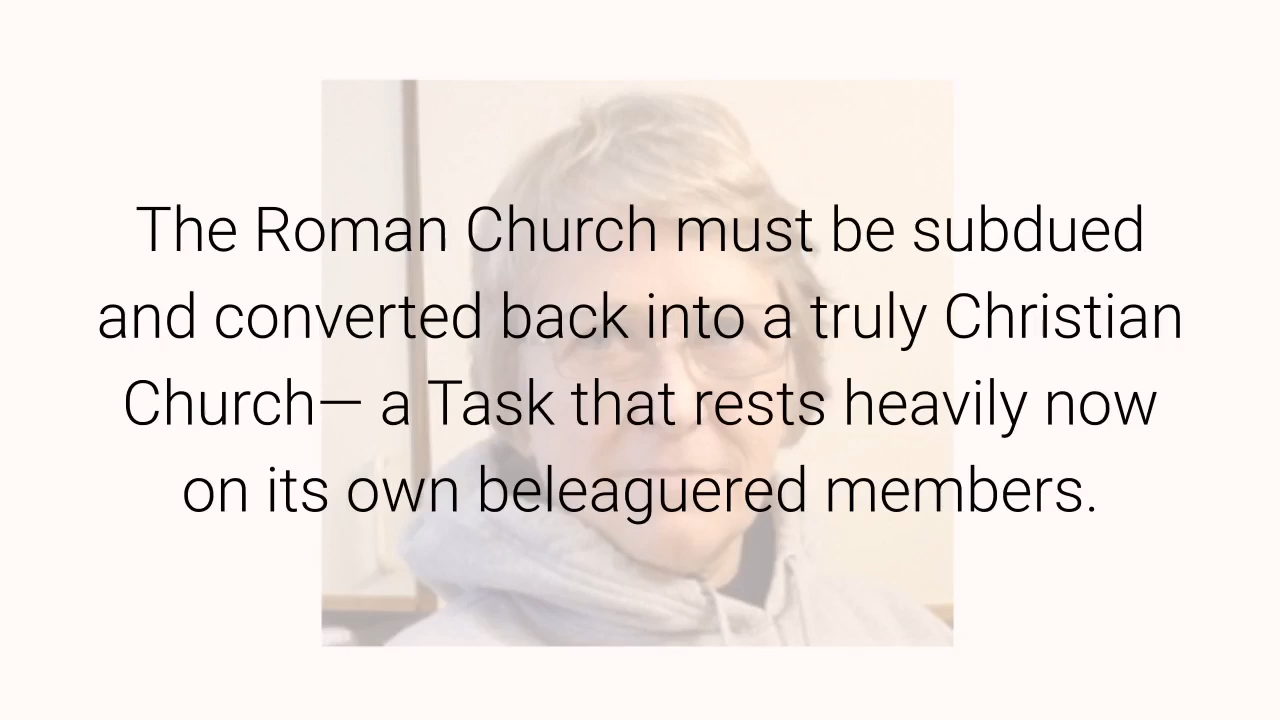 The Roman Church must be subdued
and converted back into a truly Christian
Church— a Task that rests heavily now
on its own beleaguered members.